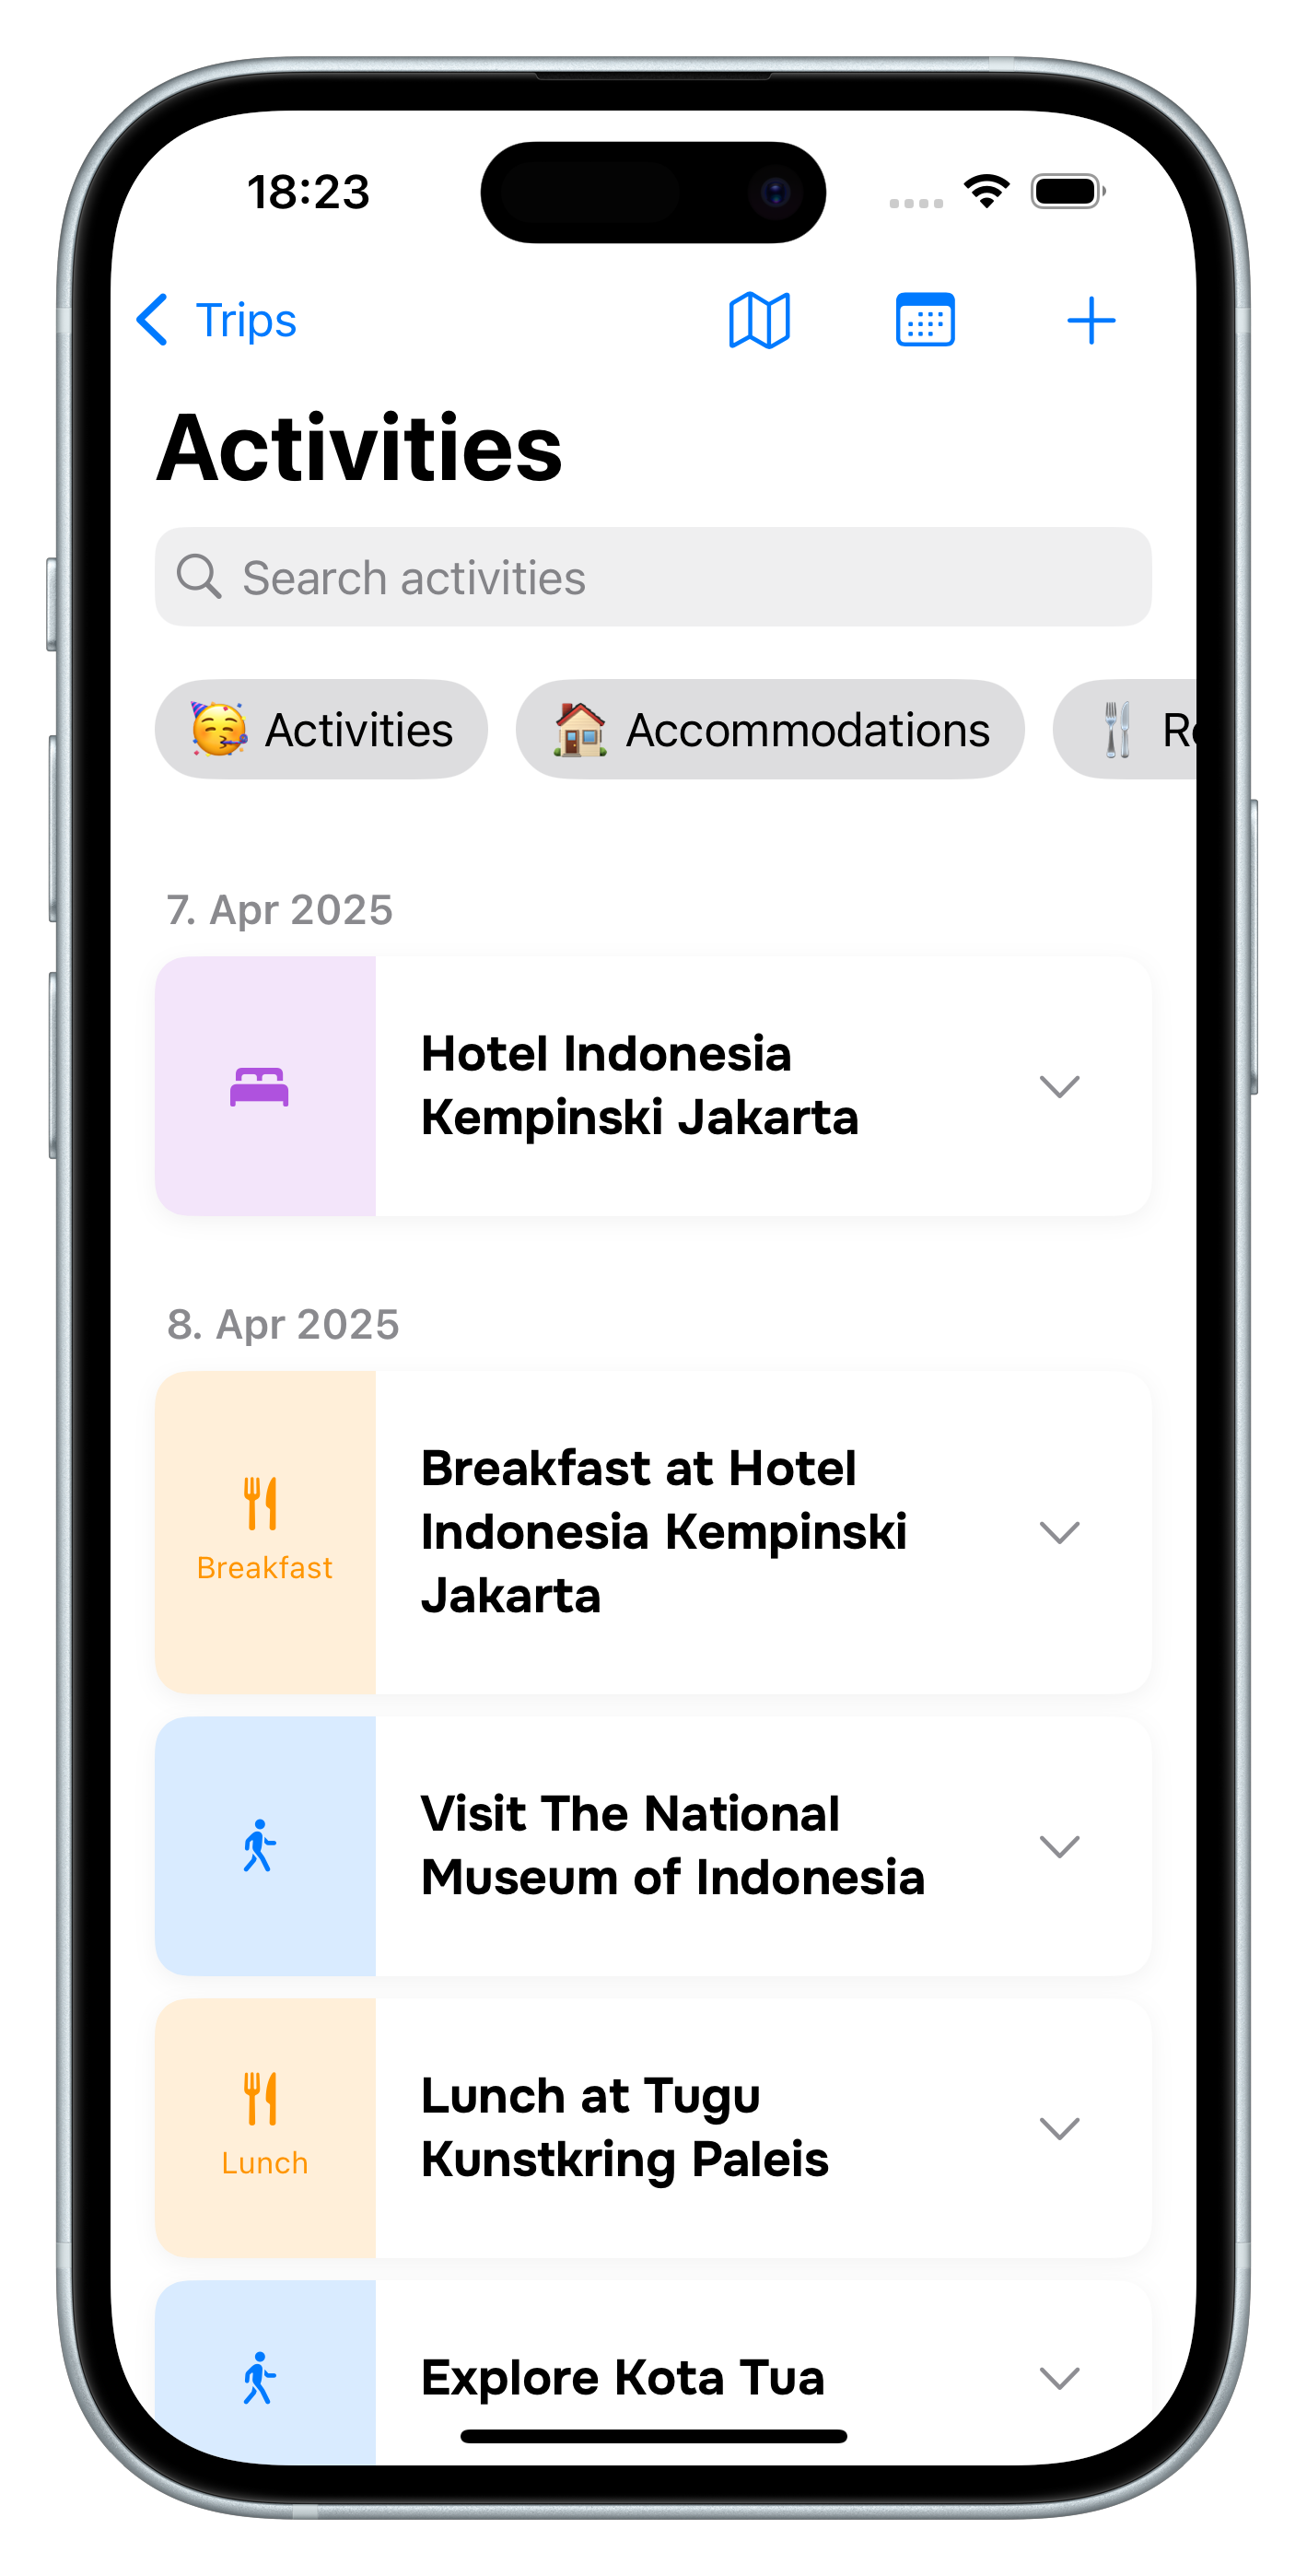 18:23
Trips
Activities
Search activities
🥳 Activities
🏠 Accommodations
🍴
7. Apr 2025
Hotel Indonesia
Kempinski Jakarta
8. Apr 2025
Breakfast
Breakfast at Hotel
Indonesia Kempinski
Jakarta
Visit The National
Museum of Indonesia
Lunch
Lunch at Tugu
Kunstkring Paleis
Explore Kota Tua